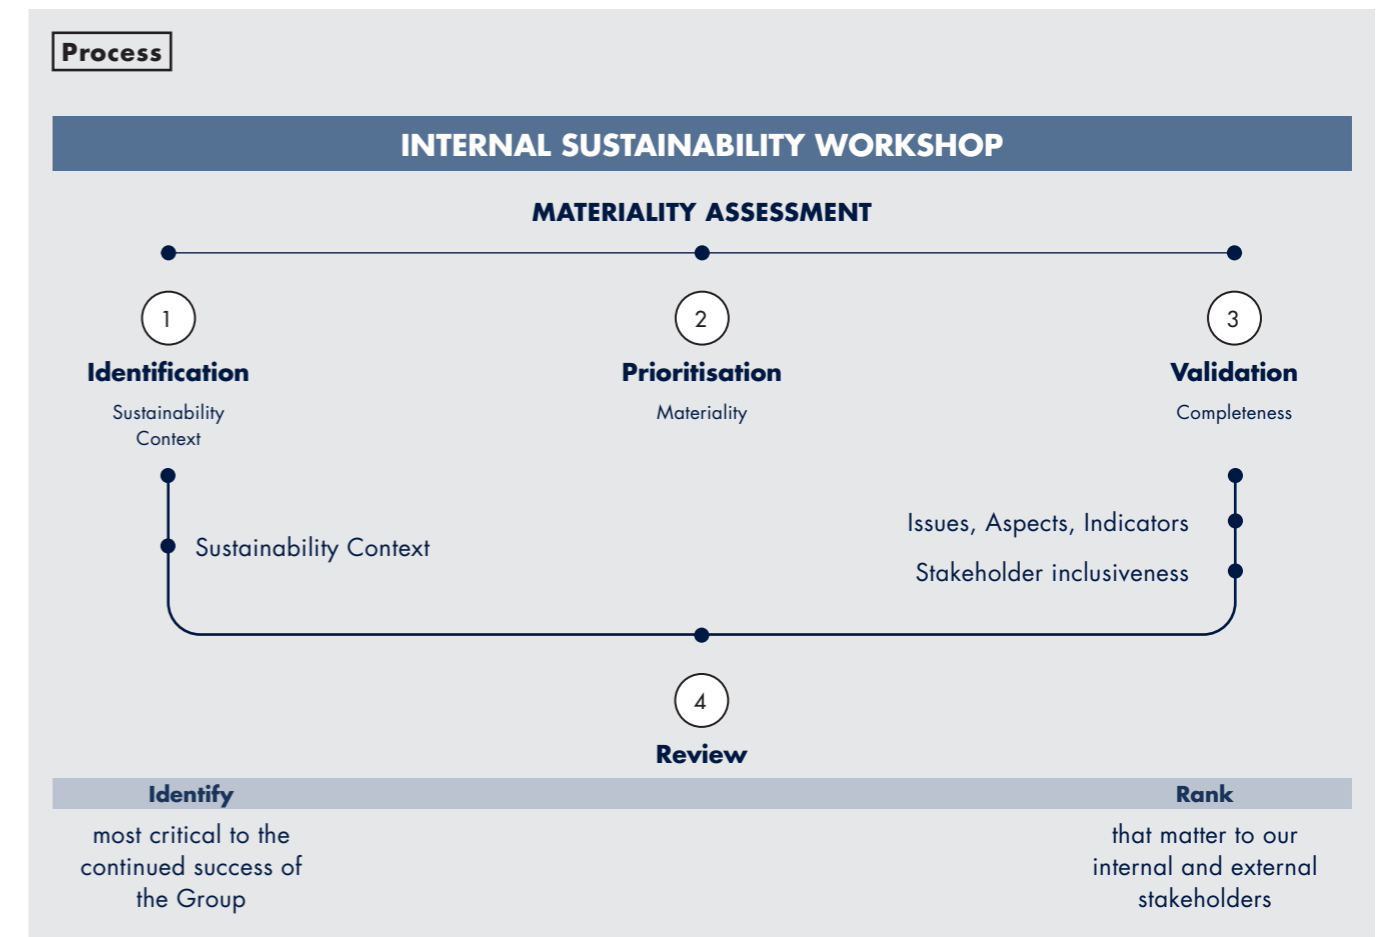 Process
INTERNAL SUSTAINABILITY WORKSHOP
MATERIALITY ASSESSMENT
1
Identification
Sustainability
Context
2
Prioritisation
Materiality
3
Validation
Completeness
Sustainability Context
Issues, Aspects, Indicators
Stakeholder inclusiveness
4
Review
Identify
most critical to the
continued success of
the Group
Rank
that matter to our
internal and external
stakeholders